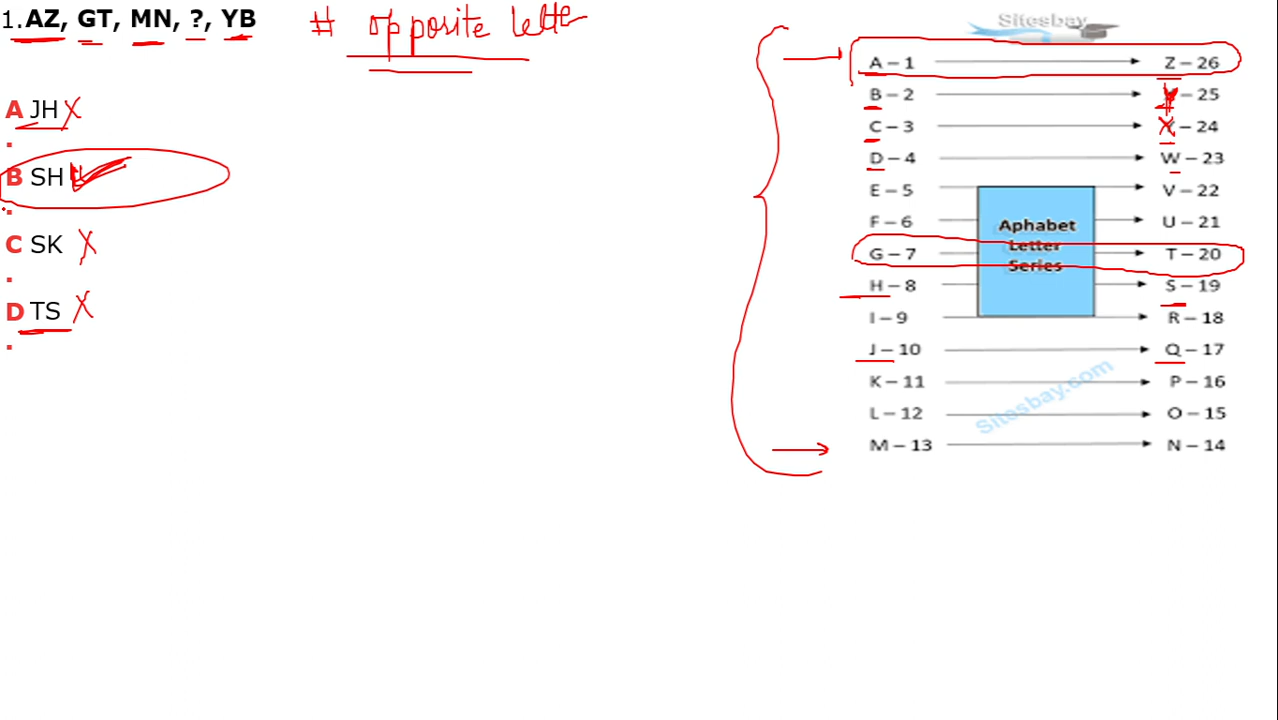 1.AZ, GT, MN, ?, YB
# opposite letter
A JH X
.
B SH
.
C SK X
.
D TS X
.
Sitesbay
A – 1 Z – 26
B – 2 Y – 25
C – 3 X – 24
D – 4 W – 23
E – 5 V – 22
F – 6 U – 21
G – 7 T – 20
H – 8 S – 19
I – 9 R – 18
J – 10 Q – 17
K – 11 P – 16
L – 12 O – 15
M – 13 N – 14
Aphabet
Letter
Series
Sitesbay.com